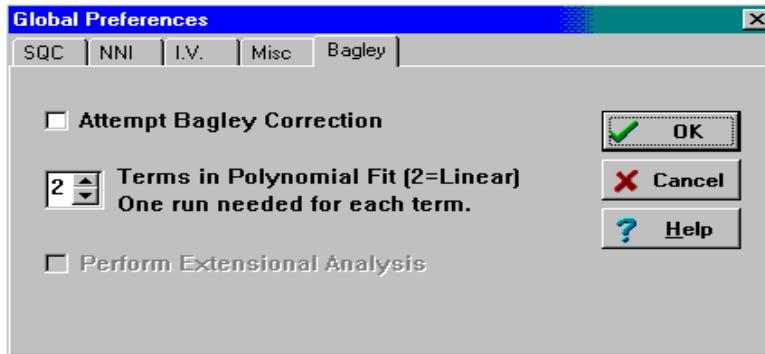 Global Preferences
SQC NNI I.V. Misc Bagley
Attempt Bagley Correction
OK
2 Terms in Polynomial Fit (2=Linear)
One run needed for each term.
Cancel
Help
Perform Extensional Analysis